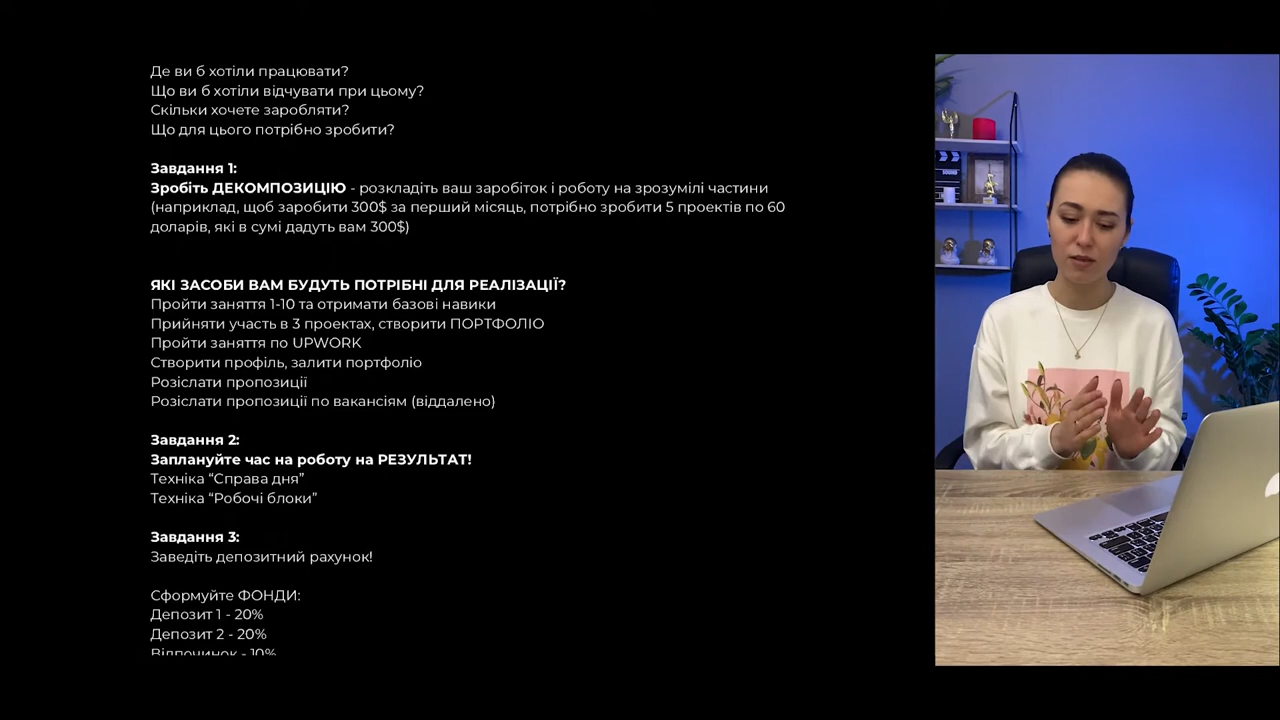 Де ви б хотіли працювати?
Що ви б хотіли відчувати при цьому?
Скільки хочете заробляти?
Що для цього потрібно зробити?
Завдання 1:
Зробіть ДЕКОМПОЗИЦІЮ - розкладіть ваш заробіток і роботу на зрозумілі частини
(наприклад, щоб заробити 300$ за перший місяць, потрібно зробити 5 проектів по 60
доларів, які в сумі дадуть вам 300$)
ЯКІ ЗАСОБИ ВАМ БУДУТЬ ПОТРІБНІ ДЛЯ РЕАЛІЗАЦІЇ?
Пройти заняття 1-10 та отримати базові навики
Прийняти участь в 3 проектах, створити ПОРТФОЛІО
Пройти заняття по UPWORK
Створити профіль, залити портфоліо
Розіслати пропозиції
Розіслати пропозиції по вакансіям (віддалено)
Завдання 2:
Заплануйте час на роботу на РЕЗУЛЬТАТ!
Техніка “Справа дня”
Техніка “Робочі блоки”
Завдання 3:
Заведіть депозитний рахунок!
Сформуйте ФОНДИ:
Депозит 1 - 20%
Депозит 2 - 20%
Відпочинок - 10%